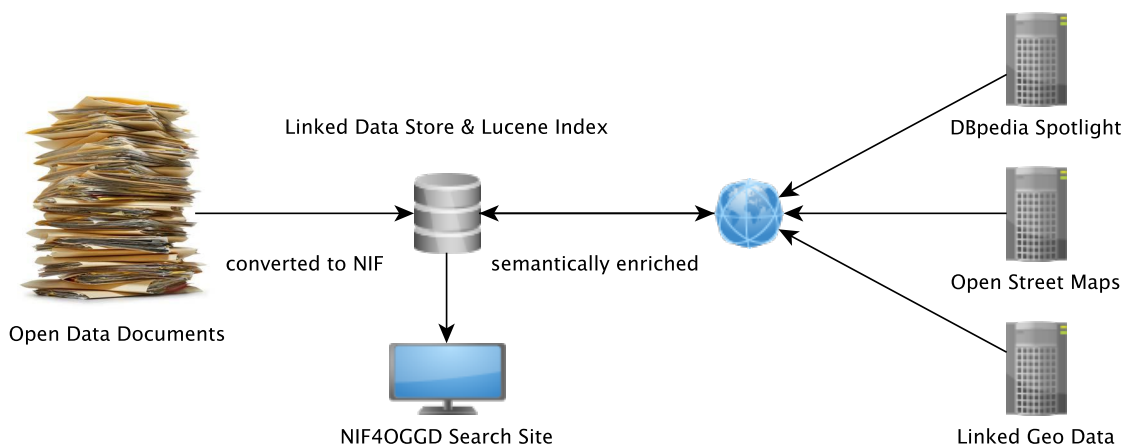 Linked Data Store & Lucene Index
DBpedia Spotlight
converted to NIF
semantically enriched
Open Street Maps
Open Data Documents
NIF4OGGD Search Site
Linked Geo Data